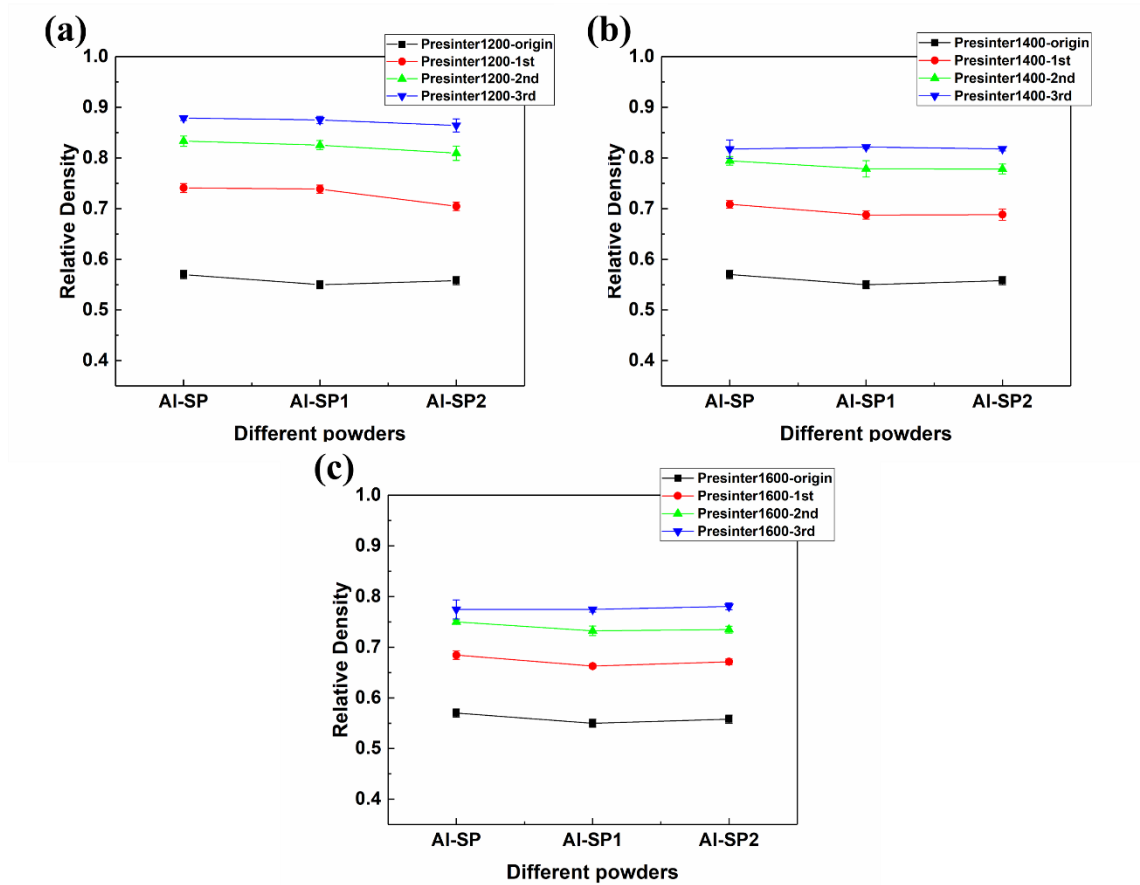 (a)
Presinter1200-origin
Presinter1200-1st
Presinter1200-2nd
Presinter1200-3rd
1.0
0.9
0.8
0.7
0.6
0.5
0.4
Relative Density
Al-SP Al-SP1 Al-SP2
Different powders
(b)
Presinter1400-origin
Presinter1400-1st
Presinter1400-2nd
Presinter1400-3rd
1.0
0.9
0.8
0.7
0.6
0.5
0.4
Relative Density
Al-SP Al-SP1 Al-SP2
Different powders
(c)
Presinter1600-origin
Presinter1600-1st
Presinter1600-2nd
Presinter1600-3rd
1.0
0.9
0.8
0.7
0.6
0.5
0.4
Relative Density
Al-SP Al-SP1 Al-SP2
Different powders